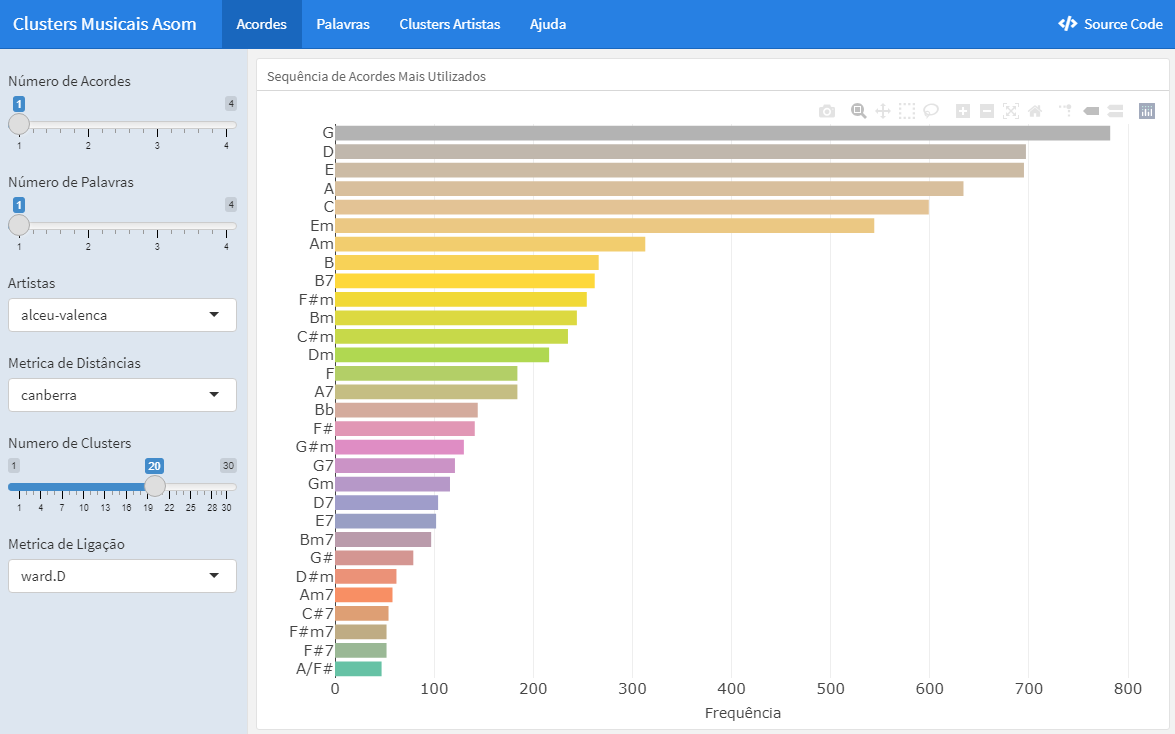 Clusters Musicais Asom
Acordes
Palavras
Clusters Artistas
Ajuda
Source Code
Número de Acordes
1 4
1 2 3 4
Número de Palavras
1 4
1 2 3 4
Artistas
alceu-valenca
Metrica de Distâncias
canberra
Numero de Clusters
1 20 30
1 4 7 10 13 16 19 22 25 28 30
Metrica de Ligação
ward.D
Sequência de Acordes Mais Utilizados
G
D
E
A
C
Em
Am
B
B7
F#m
Bm
C#m
Dm
F
A7
Bb
F#
G#m
G7
Gm
D7
E7
Bm7
G#
D#m
Am7
C#7
F#m7
F#7
A/F#
0 100 200 300 400 500 600 700 800
Frequência